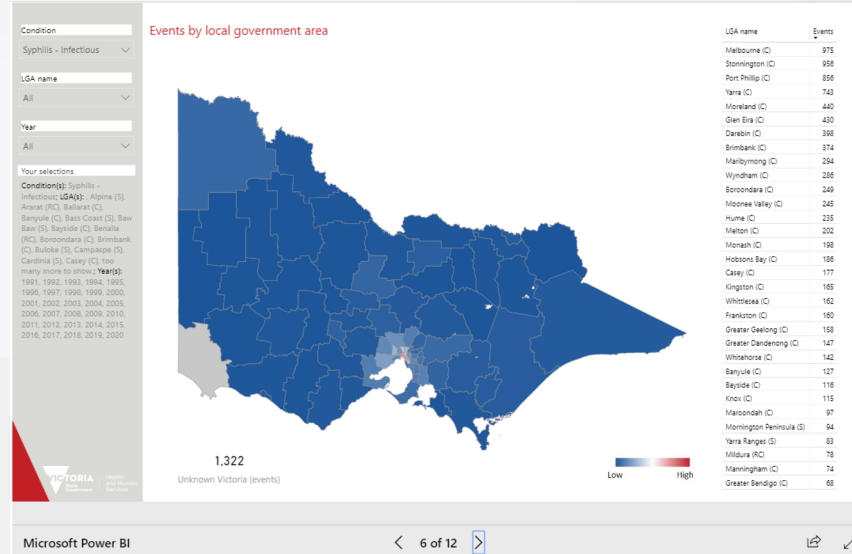 Condition
Syphilis - Infectious
LGA name
All
Year
All
Your selections
Condition(s): Syphilis -
Infectious; LGA(s): , Alpine (S),
Ararat (RC), Ballarat (C),
Banyule (C), Bass Coast (S), Baw
Baw (S), Bayside (C), Benalla
(RC), Boroondara (C), Brimbank
(C), Buloke (S), Campaspe (S),
Cardinia (S), Casey (C), too
many more to show.; Year(s):
1991, 1992, 1993, 1994, 1995,
1996, 1997, 1998, 1999, 2000,
2001, 2002, 2003, 2004, 2005,
2006, 2007, 2008, 2009, 2010,
2011, 2012, 2013, 2014, 2015,
2016, 2017, 2018, 2019, 2020
VICTORIA
State
Government
Health
and Human
Services
Events by local government area
1,322
Unknown Victoria (events)
Low High
LGA name Events
Melbourne (C) 975
Stonnington (C) 956
Port Phillip (C) 856
Yarra (C) 743
Moreland (C) 440
Glen Eira (C) 430
Darebin (C) 398
Brimbank (C) 374
Maribyrnong (C) 294
Wyndham (C) 286
Boroondara (C) 249
Moonee Valley (C) 245
Hume (C) 235
Melton (C) 202
Monash (C) 198
Hobsons Bay (C) 186
Casey (C) 177
Kingston (C) 165
Whittlesea (C) 162
Frankston (C) 160
Greater Geelong (C) 158
Greater Dandenong (C) 147
Whitehorse (C) 142
Banyule (C) 127
Bayside (C) 116
Knox (C) 115
Maroondah (C) 97
Mornington Peninsula (S) 94
Yarra Ranges (S) 83
Mildura (RC) 78
Manningham (C) 74
Greater Bendigo (C) 68
Microsoft Power BI
6 of 12